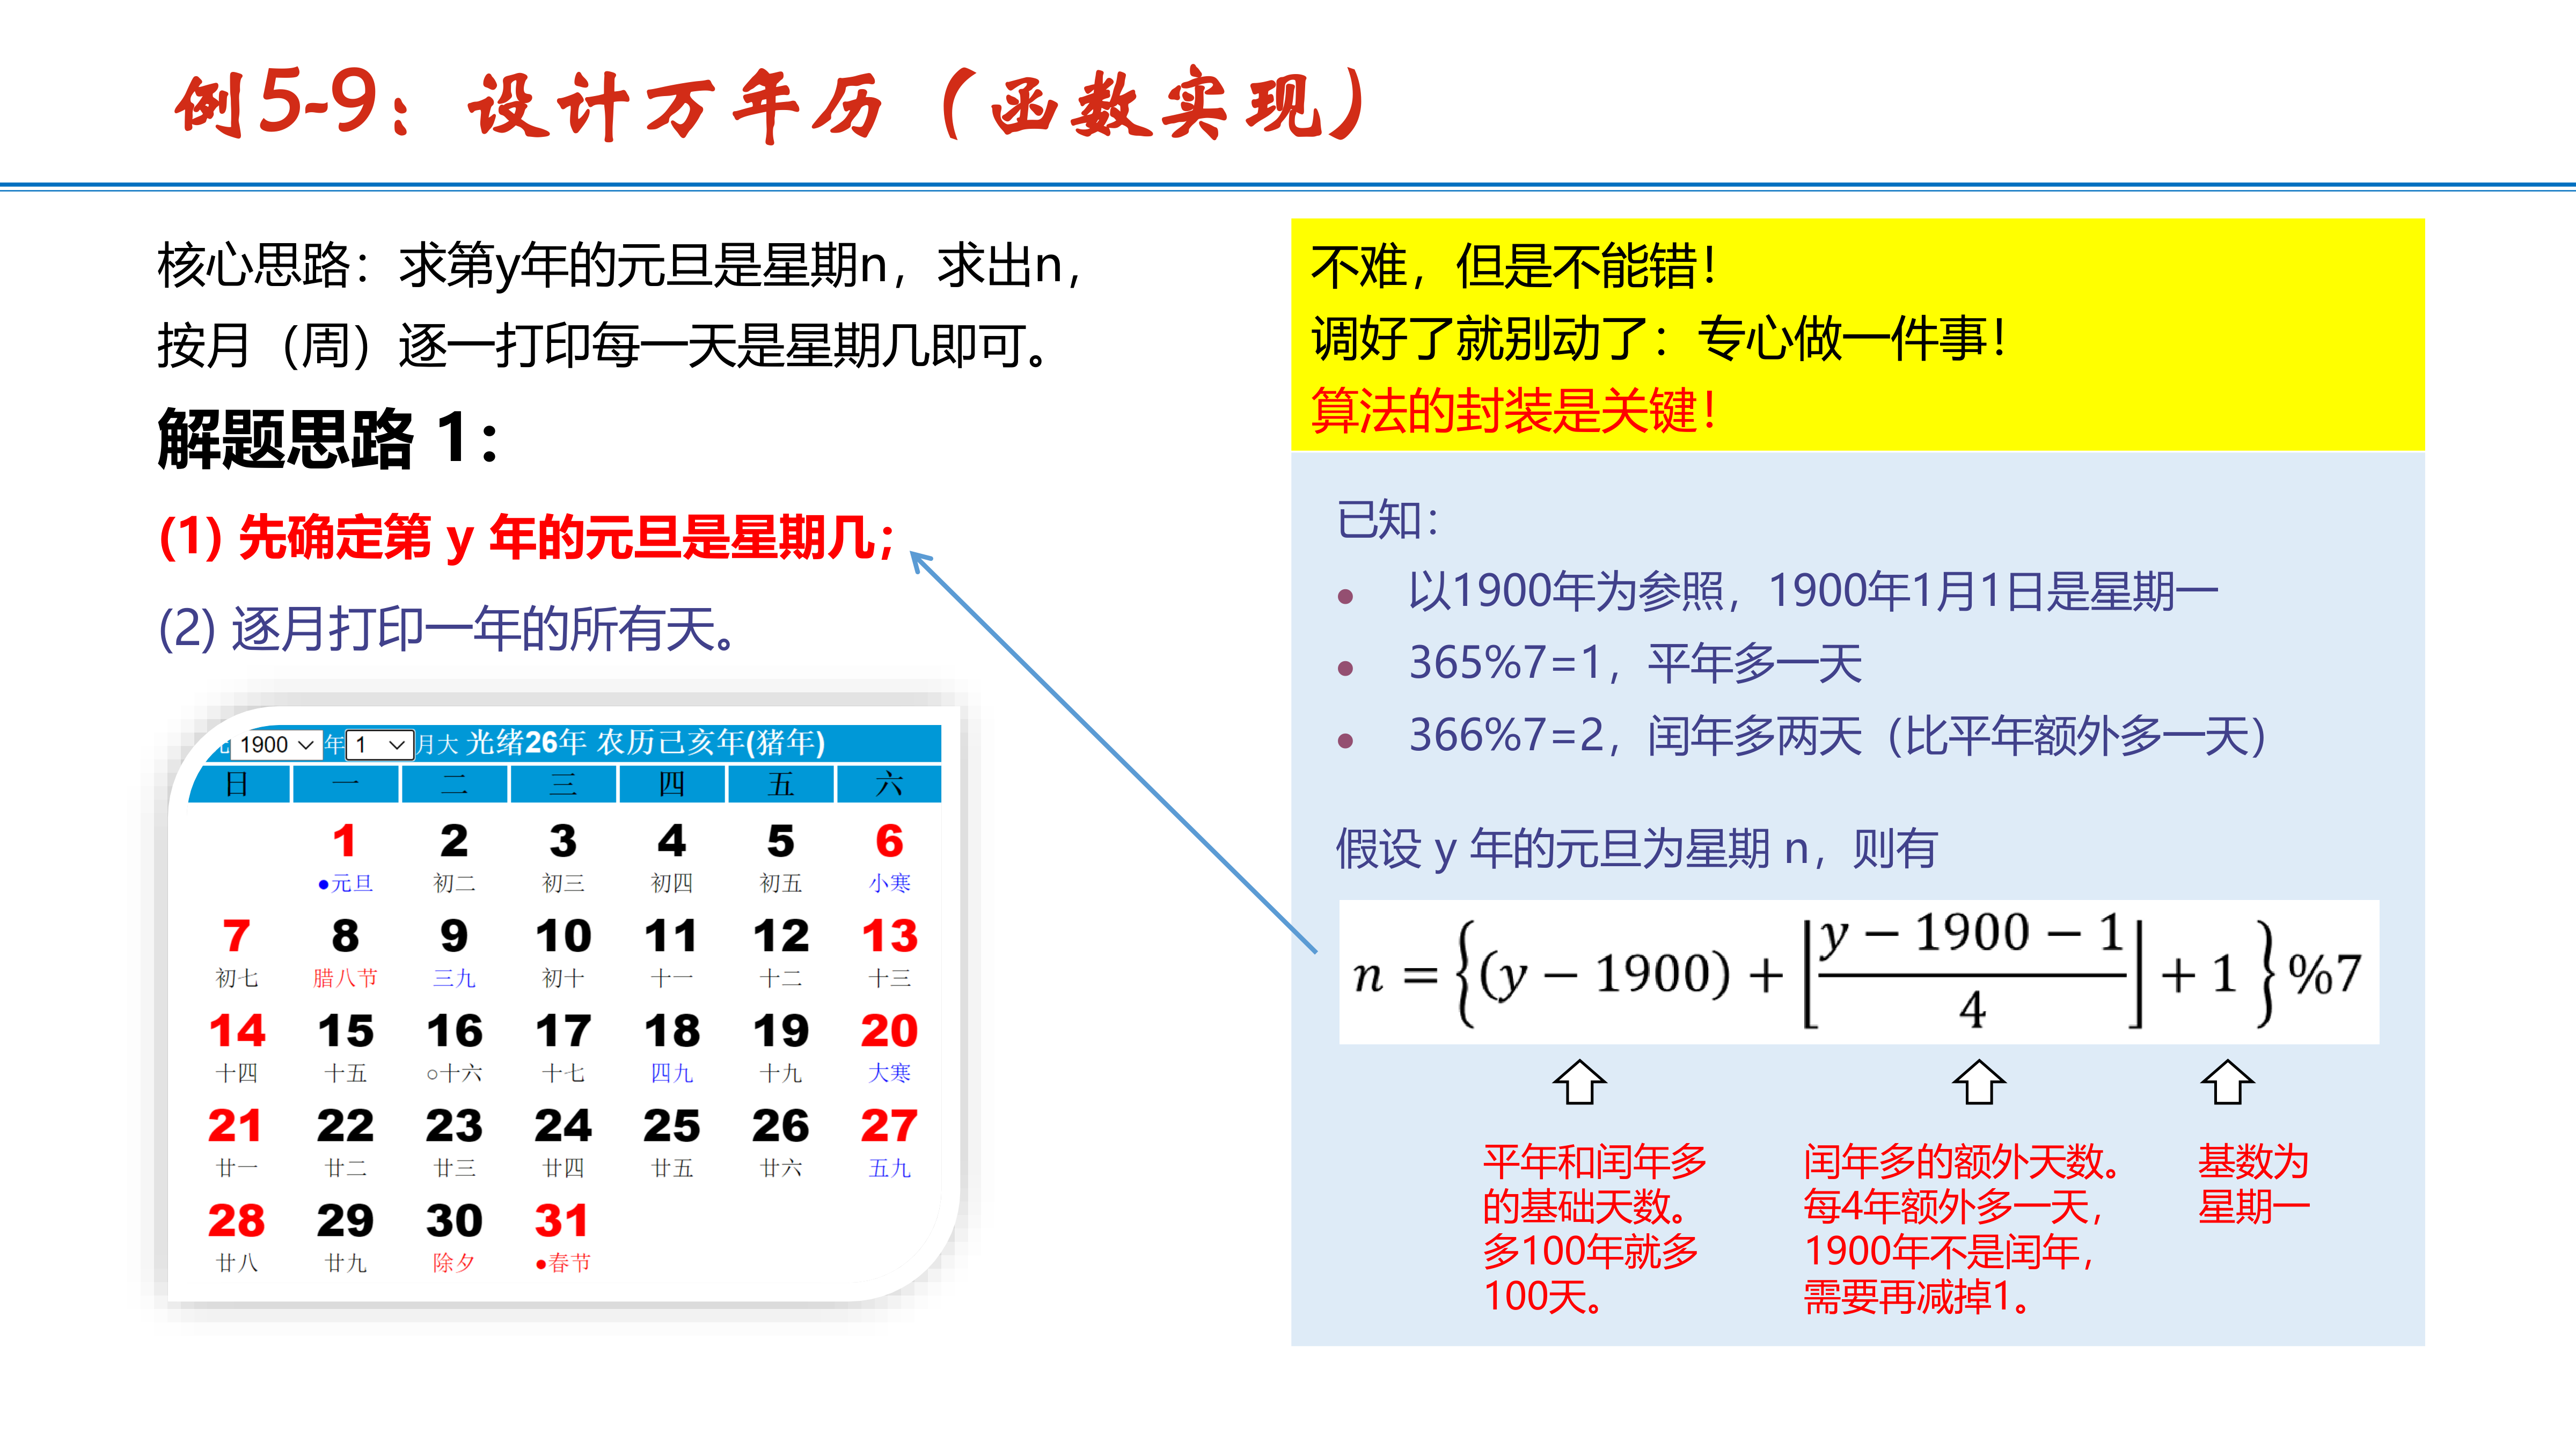 例5-9：设计万年历（函数实现）
核心思路：求第y年的元旦是星期n，求出n，
按月（周）逐一打印每一天是星期几即可。
解题思路 1：
(1) 先确定第 y 年的元旦是星期几；
(2) 逐月打印一年的所有天。
1900 年 1 月大 光绪26年 农历己亥年(猪年)
日 一 二 三 四 五 六
1 2 3 4 5 6
●元旦 初二 初三 初四 初五 小寒
7 8 9 10 11 12 13
初七 腊八节 三九 初十 十一 十二 十三
14 15 16 17 18 19 20
十四 十五 ○十六 十七 四九 十九 大寒
21 22 23 24 25 26 27
廿一 廿二 廿三 廿四 廿五 廿六 五九
28 29 30 31
廿八 廿九 除夕 ●春节
不难，但是不能错！
调好了就别动了：专心做一件事！
算法的封装是关键！
已知：
● 以1900年为参照，1900年1月1日是星期一
● 365%7=1，平年多一天
● 366%7=2，闰年多两天（比平年额外多一天）
假设 y 年的元旦为星期 n，则有
n = {(y − 1900) + ⌊(y − 1900 − 1)/4⌋ + 1 }%7
平年和闰年多
的基础天数。
多100年就多
100天。
闰年多的额外天数。
每4年额外多一天，
1900年不是闰年，
需要再减掉1。
基数为
星期一